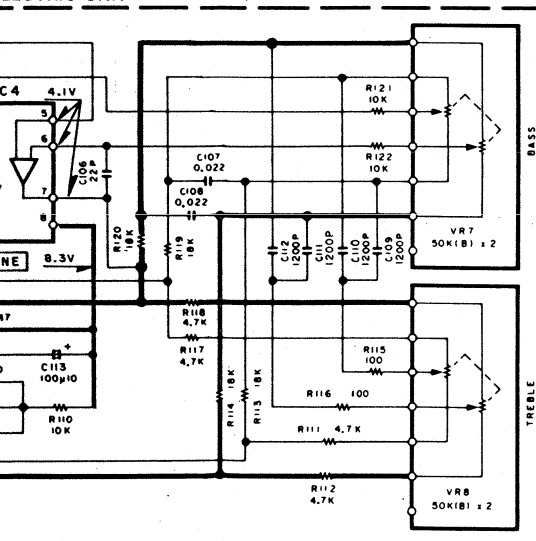 C4
4.1V
5
6
7
8
C106
22P
R121
10K
R122
10K
C107
0.022
C108
0.022
R120
18K
R119
18K
C112
1200P
C111
1200P
C110
1200P
C109
1200P
BASS
VR7
50K(B) x 2
NE
8.3V
47
R118
4.7K
R117
4.7K
C113
100μ10
+
R110
10K
R114
18K
R113
18K
R115
100
R116 100
R111 4.7K
R112
4.7K
TREBLE
VR8
50K(B) x 2